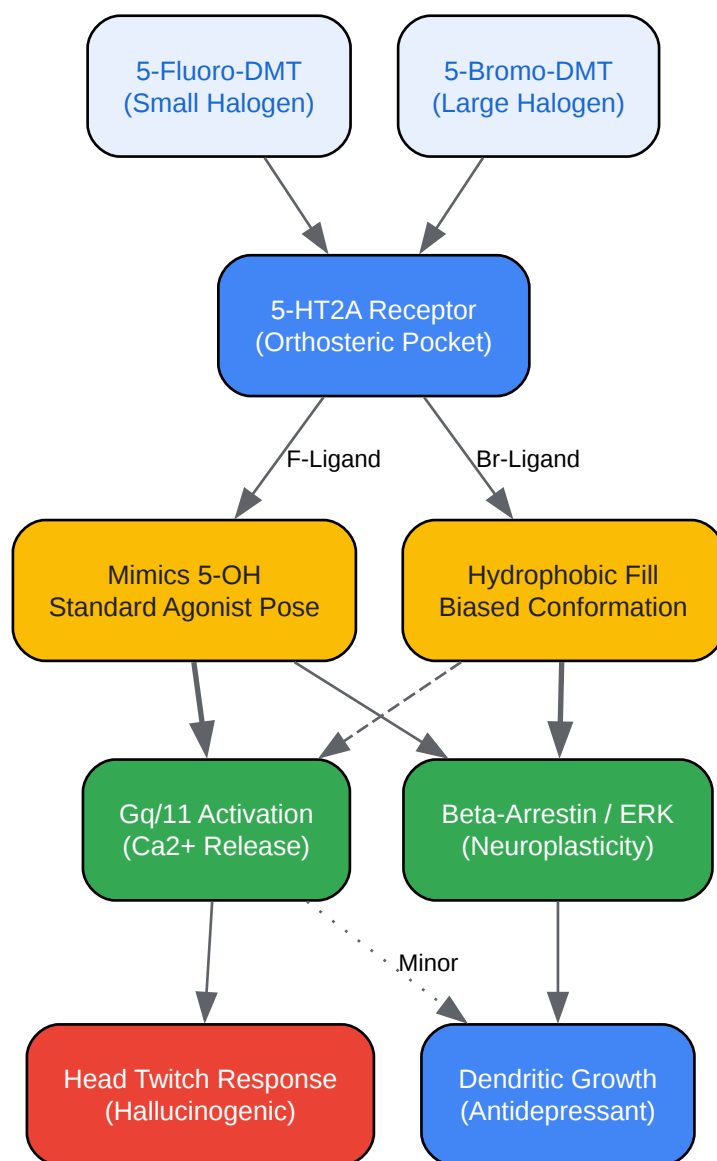 5-Fluoro-DMT
(Small Halogen)
5-Bromo-DMT
(Large Halogen)
5-HT2A Receptor
(Orthosteric Pocket)
F-Ligand
Br-Ligand
Mimics 5-OH
Standard Agonist Pose
Hydrophobic Fill
Biased Conformation
Gq/11 Activation
(Ca2+ Release)
Beta-Arrestin / ERK
(Neuroplasticity)
Minor
Head Twitch Response
(Hallucinogenic)
Dendritic Growth
(Antidepressant)